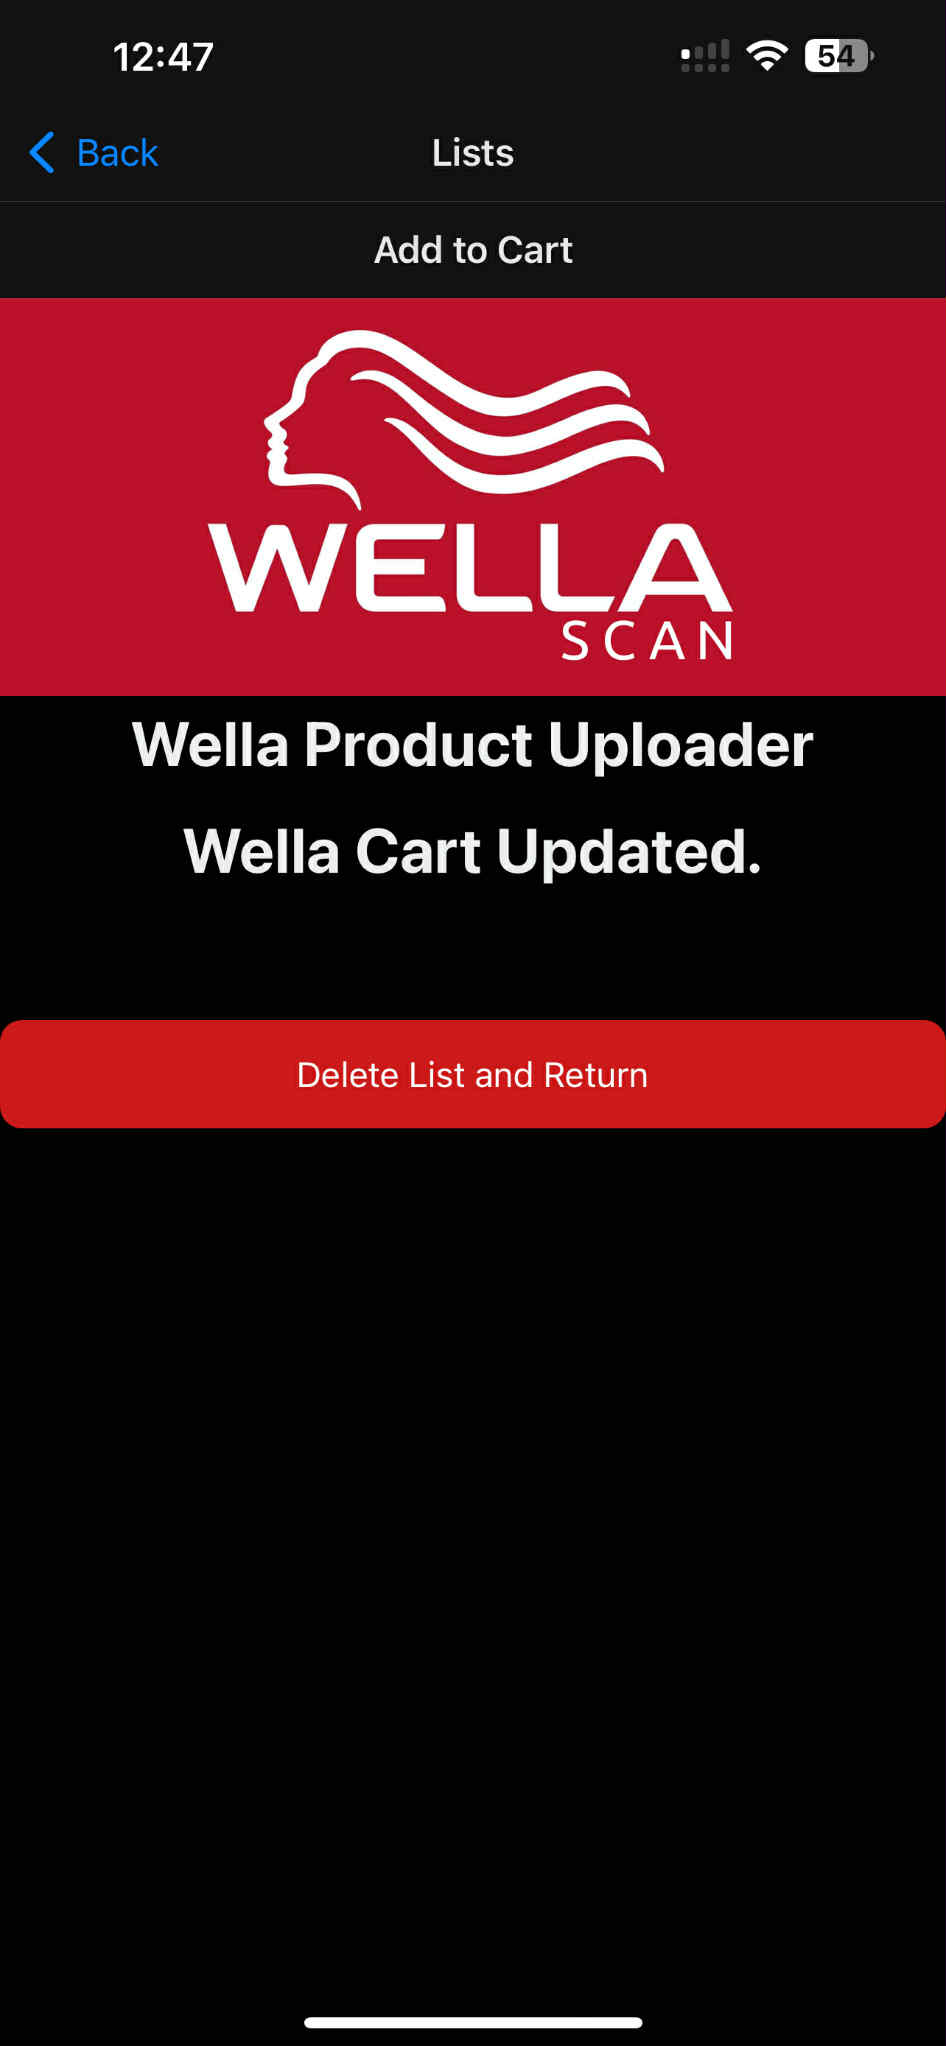 12:47
54
Back
Lists
Add to Cart
WELLA
SCAN
Wella Product Uploader
Wella Cart Updated.
Delete List and Return